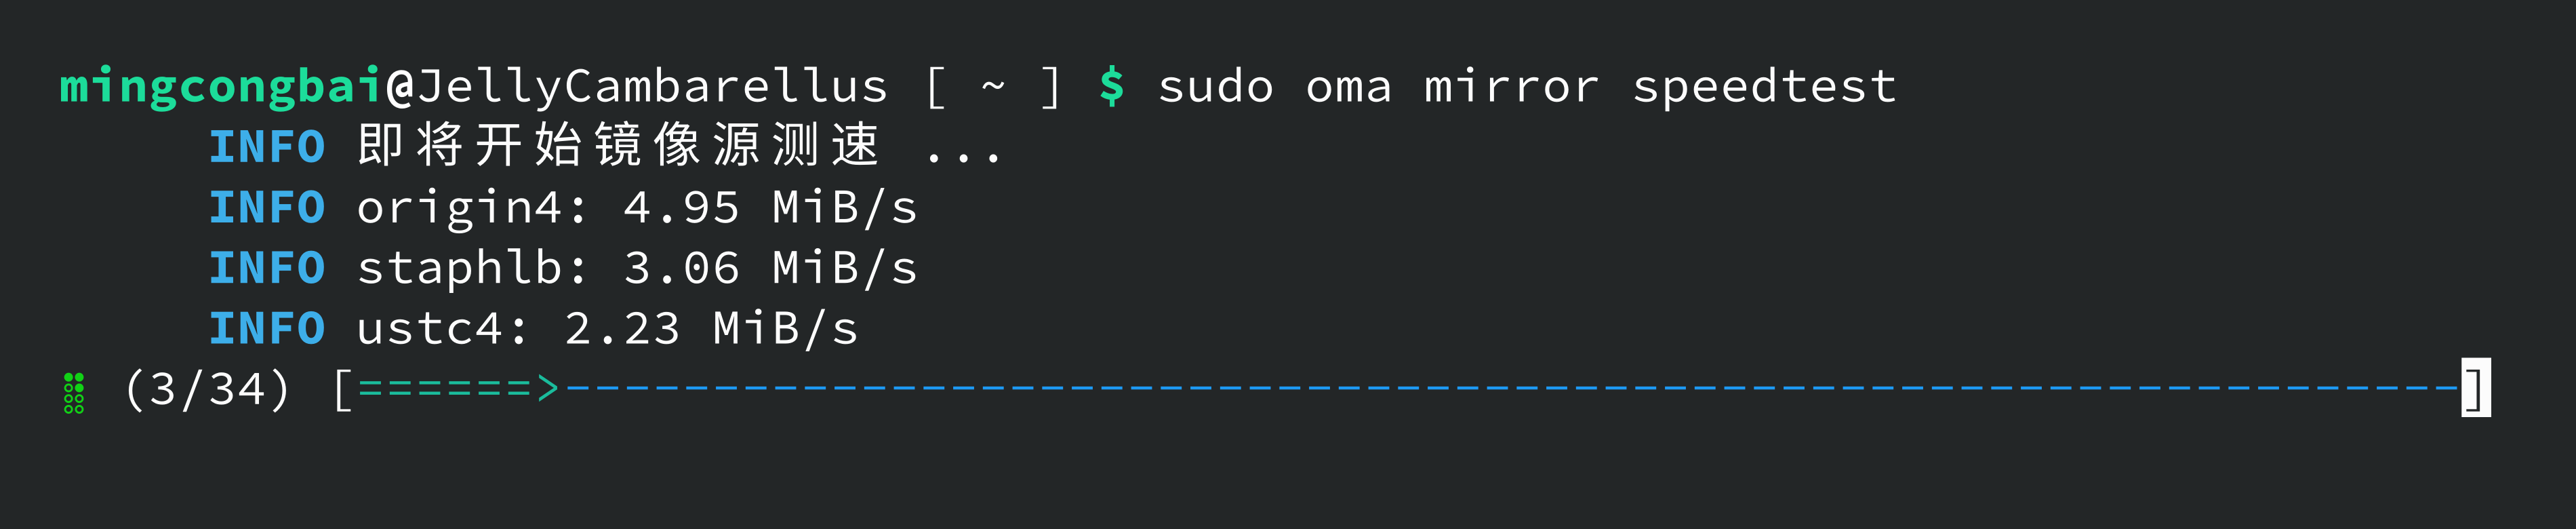 mingcongbai@JellyCambarellus [ ~ ] $ sudo oma mirror speedtest
INFO 即将开始镜像源测速 ...
INFO origin4: 4.95 MiB/s
INFO staphlb: 3.06 MiB/s
INFO ustc4: 2.23 MiB/s
(3/34) [======>----------------------------------------------------------------]